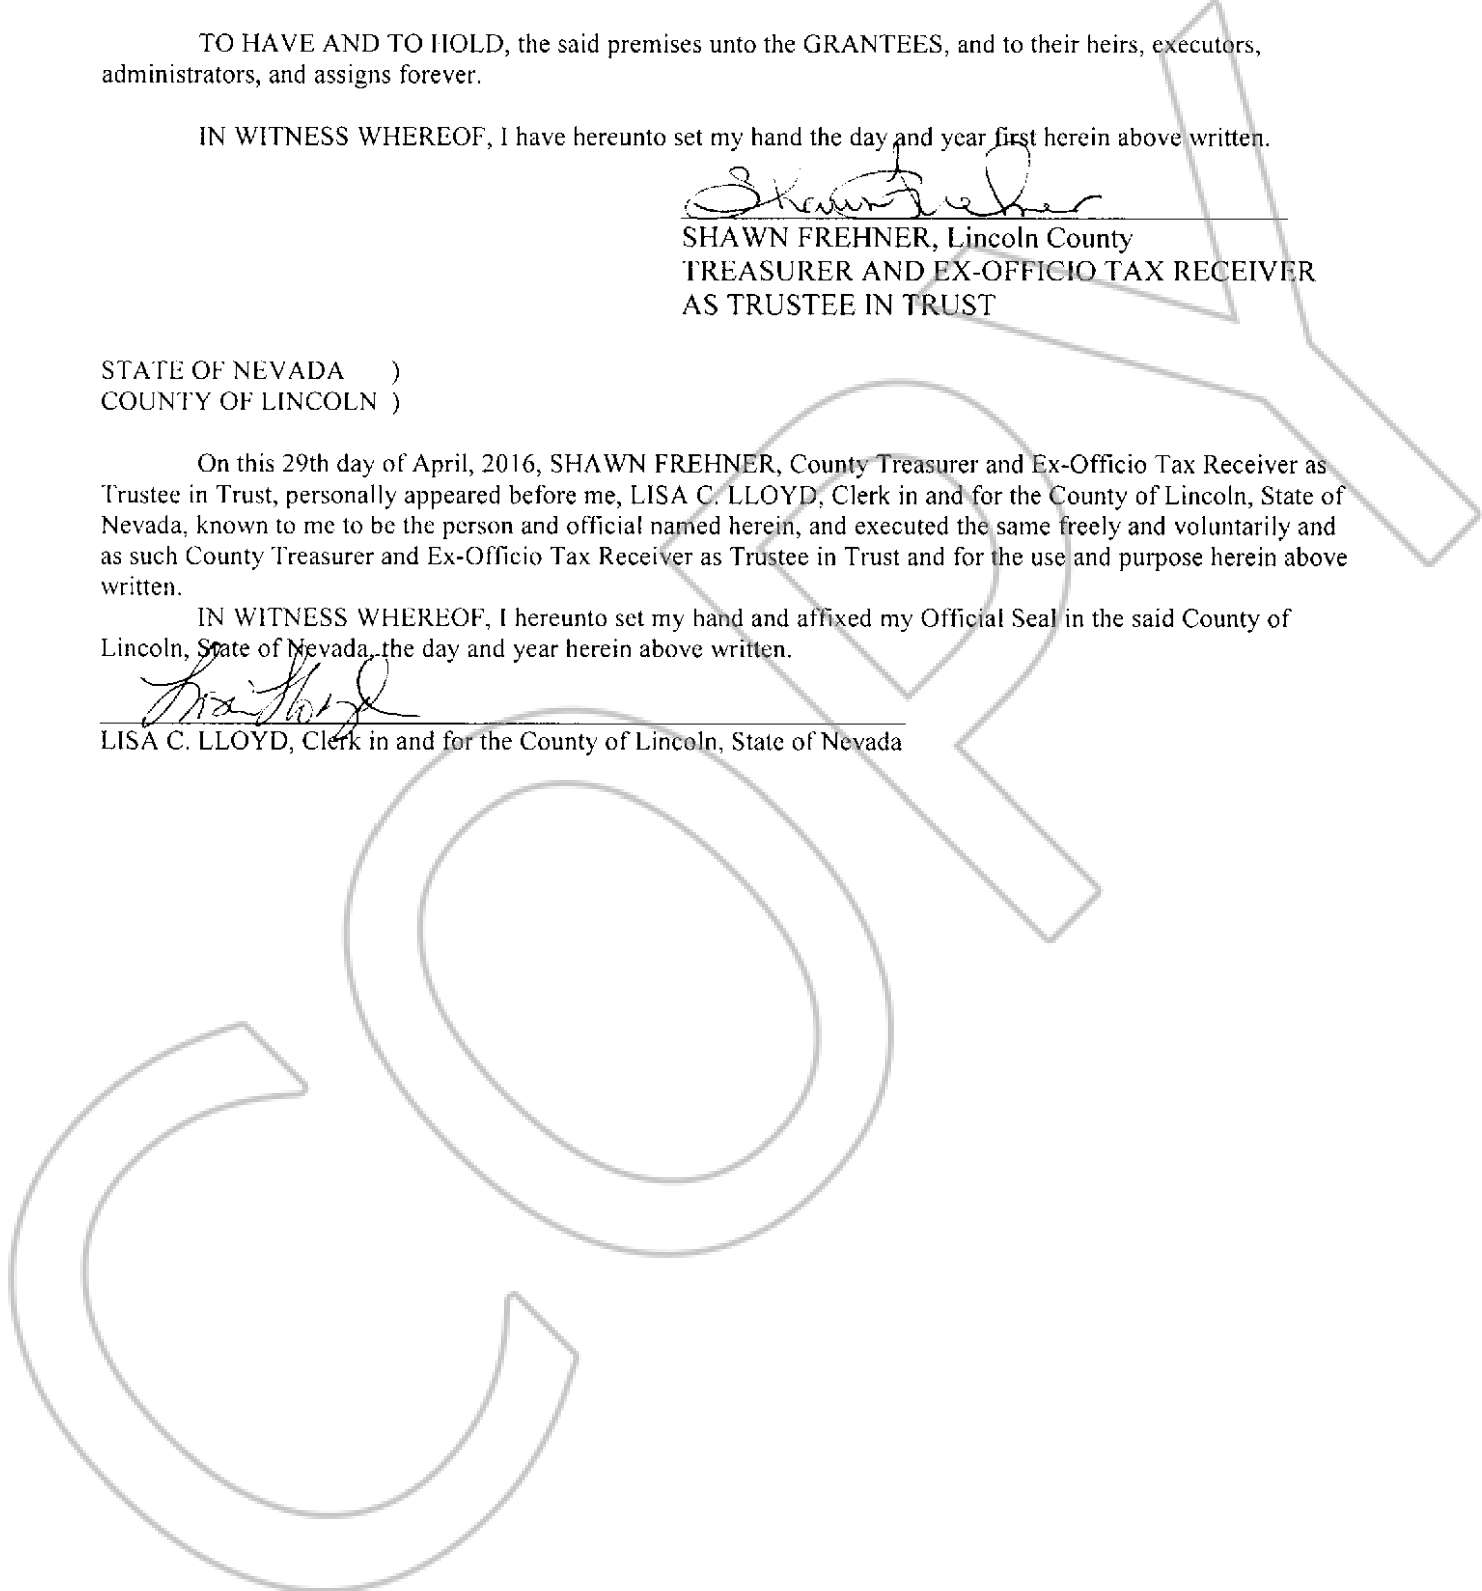 TO HAVE AND TO HOLD, the said premises unto the GRANTEES, and to their heirs, executors,
administrators, and assigns forever.
IN WITNESS WHEREOF, I have hereunto set my hand the day and year first herein above written.
Shawn Frehner
SHAWN FREHNER, Lincoln County
TREASURER AND EX-OFFICIO TAX RECEIVER
AS TRUSTEE IN TRUST
STATE OF NEVADA )
COUNTY OF LINCOLN )
On this 29th day of April, 2016, SHAWN FREHNER, County Treasurer and Ex-Officio Tax Receiver as
Trustee in Trust, personally appeared before me, LISA C. LLOYD, Clerk in and for the County of Lincoln, State of
Nevada, known to me to be the person and official named herein, and executed the same freely and voluntarily and
as such County Treasurer and Ex-Officio Tax Receiver as Trustee in Trust and for the use and purpose herein above
written.
IN WITNESS WHEREOF, I hereunto set my hand and affixed my Official Seal in the said County of
Lincoln, State of Nevada, the day and year herein above written.
Lisa Lloyd
LISA C. LLOYD, Clerk in and for the County of Lincoln, State of Nevada
COPY